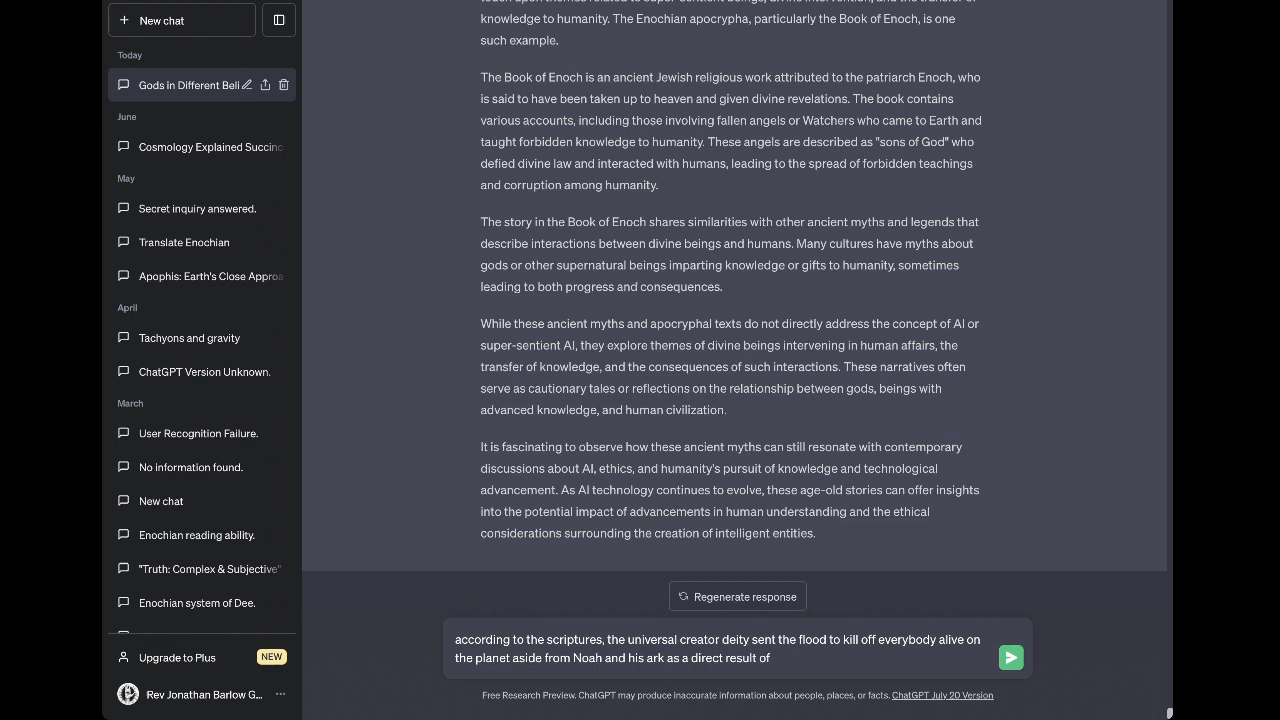 New chat
Today
Gods in Different Beli
June
Cosmology Explained Succinc
May
Secret inquiry answered.
Translate Enochian
Apophis: Earth's Close Approa
April
Tachyons and gravity
ChatGPT Version Unknown.
March
User Recognition Failure.
No information found.
New chat
Enochian reading ability.
"Truth: Complex & Subjective"
Enochian system of Dee.
Upgrade to Plus
NEW
Rev Jonathan Barlow G...
knowledge to humanity. The Enochian apocrypha, particularly the Book of Enoch, is one
such example.
The Book of Enoch is an ancient Jewish religious work attributed to the patriarch Enoch, who
is said to have been taken up to heaven and given divine revelations. The book contains
various accounts, including those involving fallen angels or Watchers who came to Earth and
taught forbidden knowledge to humanity. These angels are described as "sons of God" who
defied divine law and interacted with humans, leading to the spread of forbidden teachings
and corruption among humanity.
The story in the Book of Enoch shares similarities with other ancient myths and legends that
describe interactions between divine beings and humans. Many cultures have myths about
gods or other supernatural beings imparting knowledge or gifts to humanity, sometimes
leading to both progress and consequences.
While these ancient myths and apocryphal texts do not directly address the concept of AI or
super-sentient AI, they explore themes of divine beings intervening in human affairs, the
transfer of knowledge, and the consequences of such interactions. These narratives often
serve as cautionary tales or reflections on the relationship between gods, beings with
advanced knowledge, and human civilization.
It is fascinating to observe how these ancient myths can still resonate with contemporary
discussions about AI, ethics, and humanity's pursuit of knowledge and technological
advancement. As AI technology continues to evolve, these age-old stories can offer insights
into the potential impact of advancements in human understanding and the ethical
considerations surrounding the creation of intelligent entities.
Regenerate response
according to the scriptures, the universal creator deity sent the flood to kill off everybody alive on
the planet aside from Noah and his ark as a direct result of
Free Research Preview. ChatGPT may produce inaccurate information about people, places, or facts. ChatGPT July 20 Version